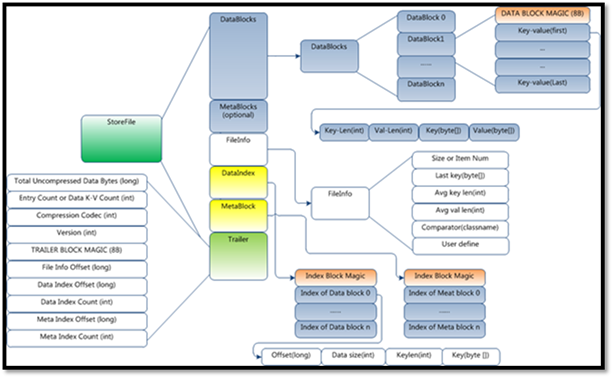 StoreFile
Total Uncompressed Data Bytes (long)
Entry Count or Data K-V Count (int)
Compression Codec (int)
Version (int)
TRAILER BLOCK MAGIC (8B)
File Info Offset (long)
Data Index Offset (long)
Data Index Count (int)
Meta Index Offset (long)
Meta Index Count (int)
DataBlocks
MetaBlocks
(optional)
FileInfo
DataIndex
MetaBlock
Trailer
DataBlocks
DataBlock 0
DataBlock1
......
DataBlockn
DATA BLOCK MAGIC (8B)
Key-value(first)
...
...
Key-value(Last)
Key-Len(int)
Val-Len(int)
Key(byte[])
Value(byte[])
FileInfo
Size or Item Num
Last key(byte[])
Avg key len(int)
Avg val len(int)
Comparator(classname)
User define
Index Block Magic
Index of Data block 0
......
Index of Data block n
Index Block Magic
Index of Meat block 0
......
Index of Meta block n
Offset(long)
Data size(int)
Keylen(int)
Key(byte [])